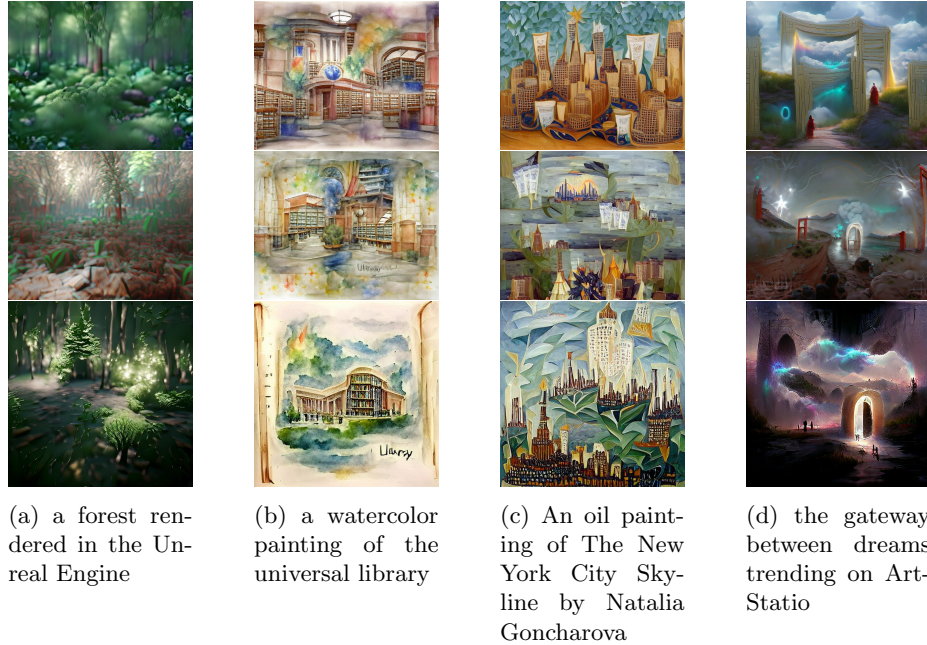 (a) a forest ren-
dered in the Un-
real Engine
(b) a watercolor
painting of the
universal library
(c) An oil paint-
ing of The New
York City Sky-
line by Natalia
Goncharova
(d) the gateway
between dreams
trending on Art-
Statio